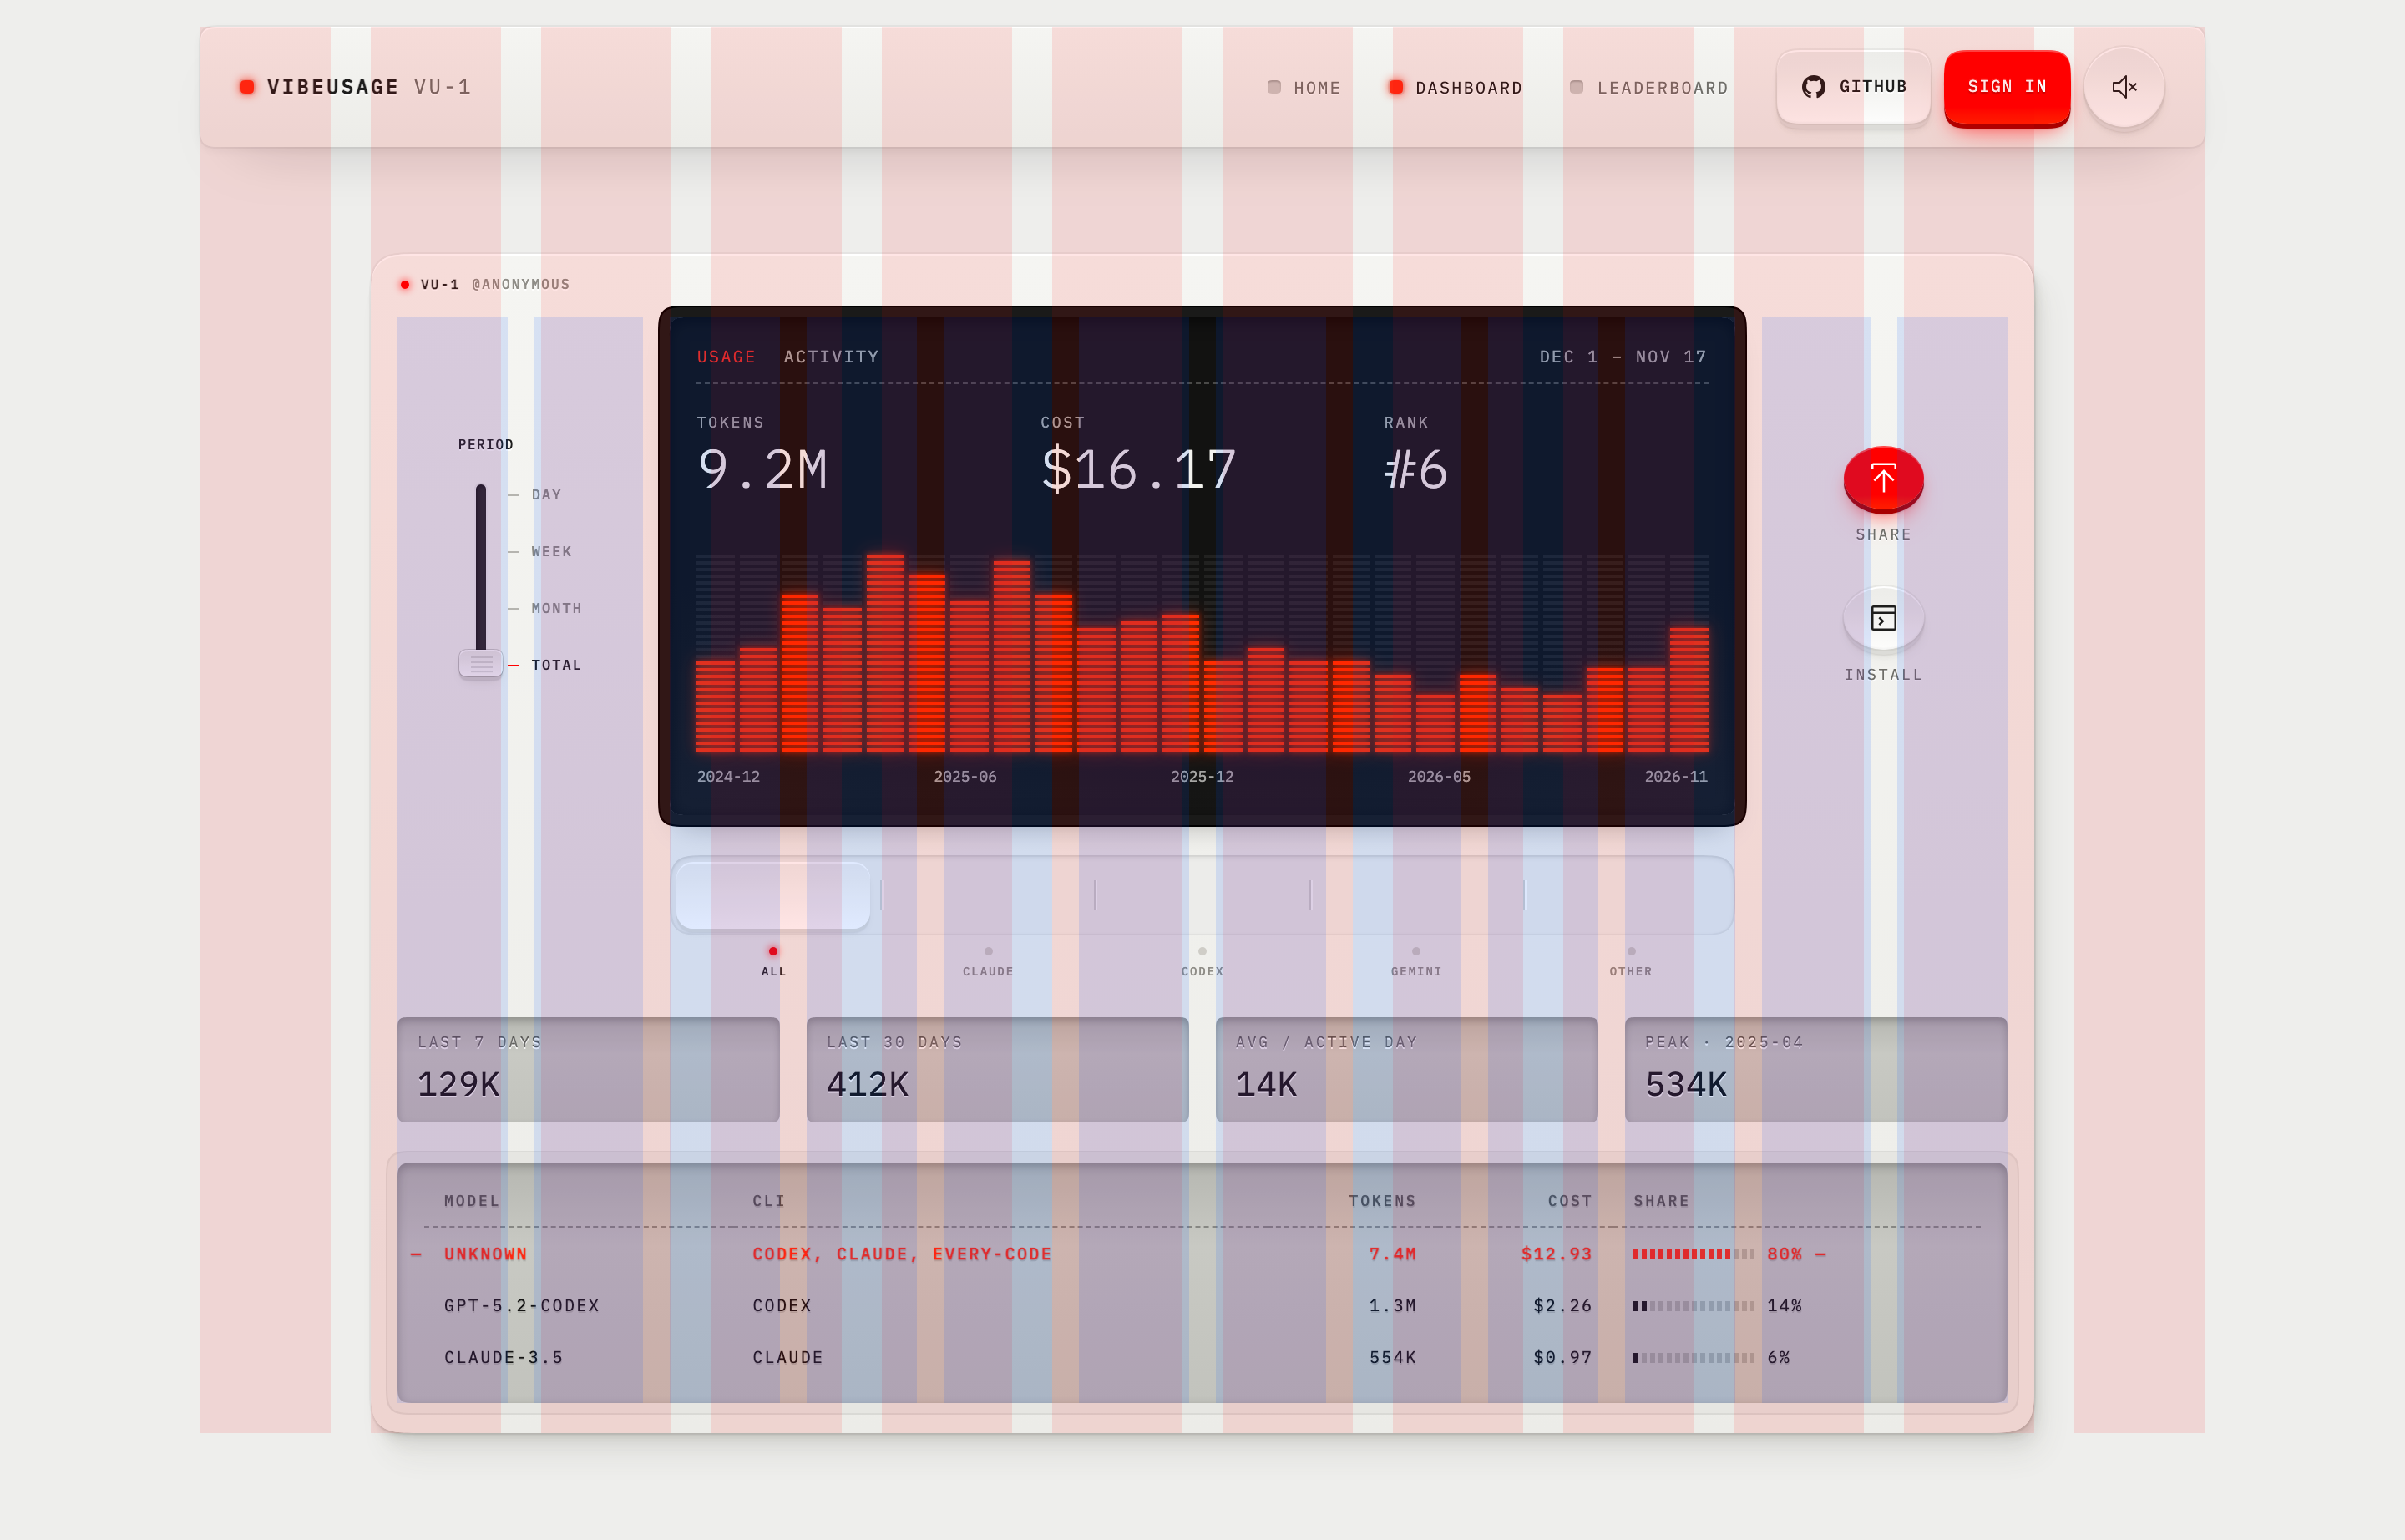 VIBEUSAGE VU-1 HOME DASHBOARD LEADERBOARD GITHUB SIGN IN
VU-1 @ANONYMOUS
USAGE ACTIVITY DEC 1 – NOV 17
TOKENS COST RANK
9.2M $16.17 #6
2024-12 2025-06 2025-12 2026-05 2026-11
PERIOD
DAY
WEEK
MONTH
TOTAL
SHARE
INSTALL
ALL CLAUDE CODEX GEMINI OTHER
LAST 7 DAYS LAST 30 DAYS AVG / ACTIVE DAY PEAK · 2025-04
129K 412K 14K 534K
MODEL CLI TOKENS COST SHARE
— UNKNOWN CODEX, CLAUDE, EVERY-CODE 7.4M $12.93 80% —
GPT-5.2-CODEX CODEX 1.3M $2.26 14%
CLAUDE-3.5 CLAUDE 554K $0.97 6%